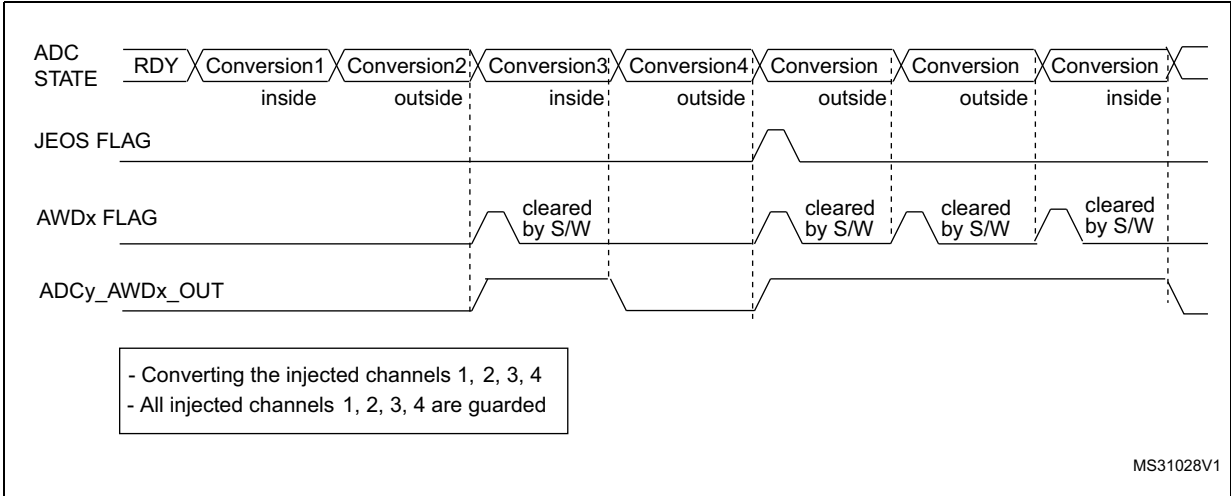 ADC
STATE
RDY Conversion1 Conversion2 Conversion3 Conversion4 Conversion Conversion Conversion
inside outside inside outside outside outside inside
JEOS FLAG
AWDx FLAG
cleared
by S/W
cleared
by S/W
cleared
by S/W
cleared
by S/W
ADCy_AWDx_OUT
- Converting the injected channels 1, 2, 3, 4
- All injected channels 1, 2, 3, 4 are guarded
MS31028V1